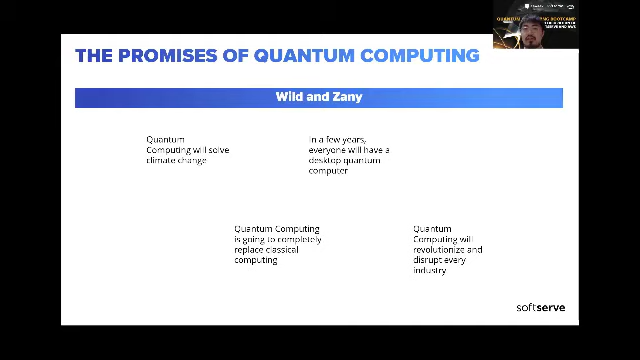 THE PROMISES OF QUANTUM COMPUTING
Wild and Zany
Quantum
Computing will solve
climate change
In a few years,
everyone will have a
desktop quantum
computer
Quantum Computing
is going to completely
replace classical
computing
Quantum
Computing will
revolutionize and
disrupt every
industry
softserve